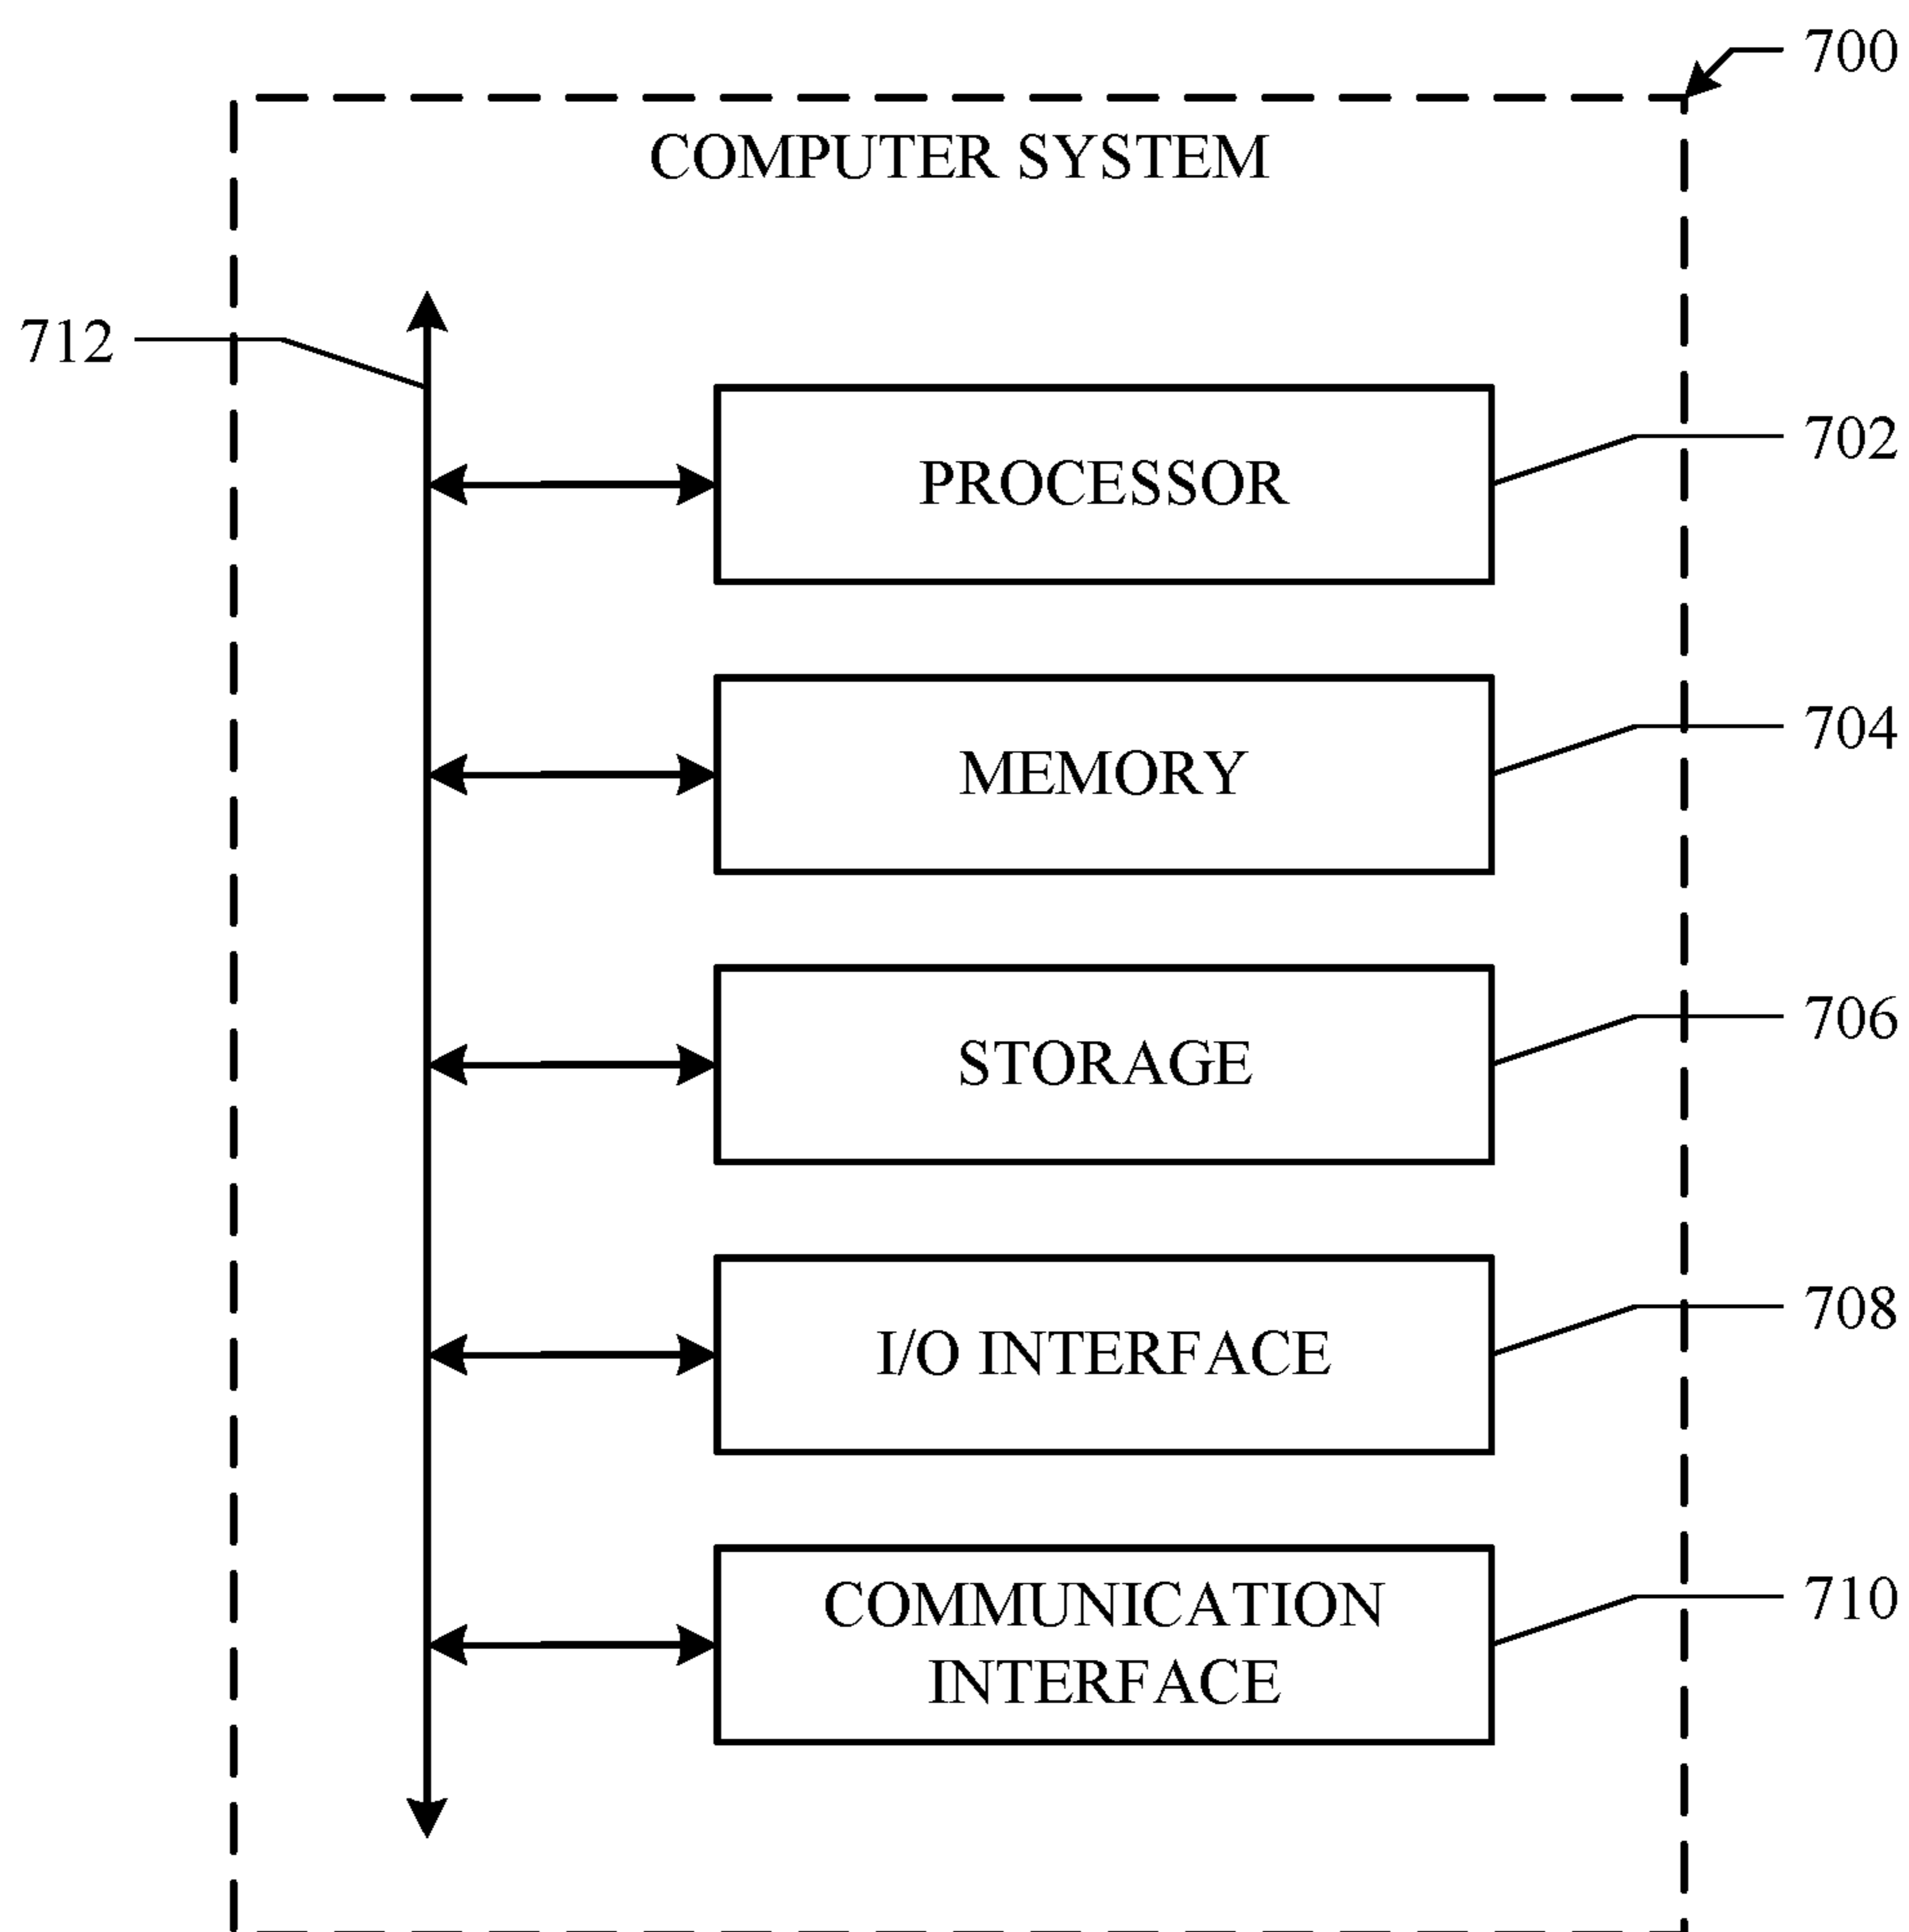 700
COMPUTER SYSTEM
712
PROCESSOR
702
MEMORY
704
STORAGE
706
I/O INTERFACE
708
COMMUNICATION
INTERFACE
710